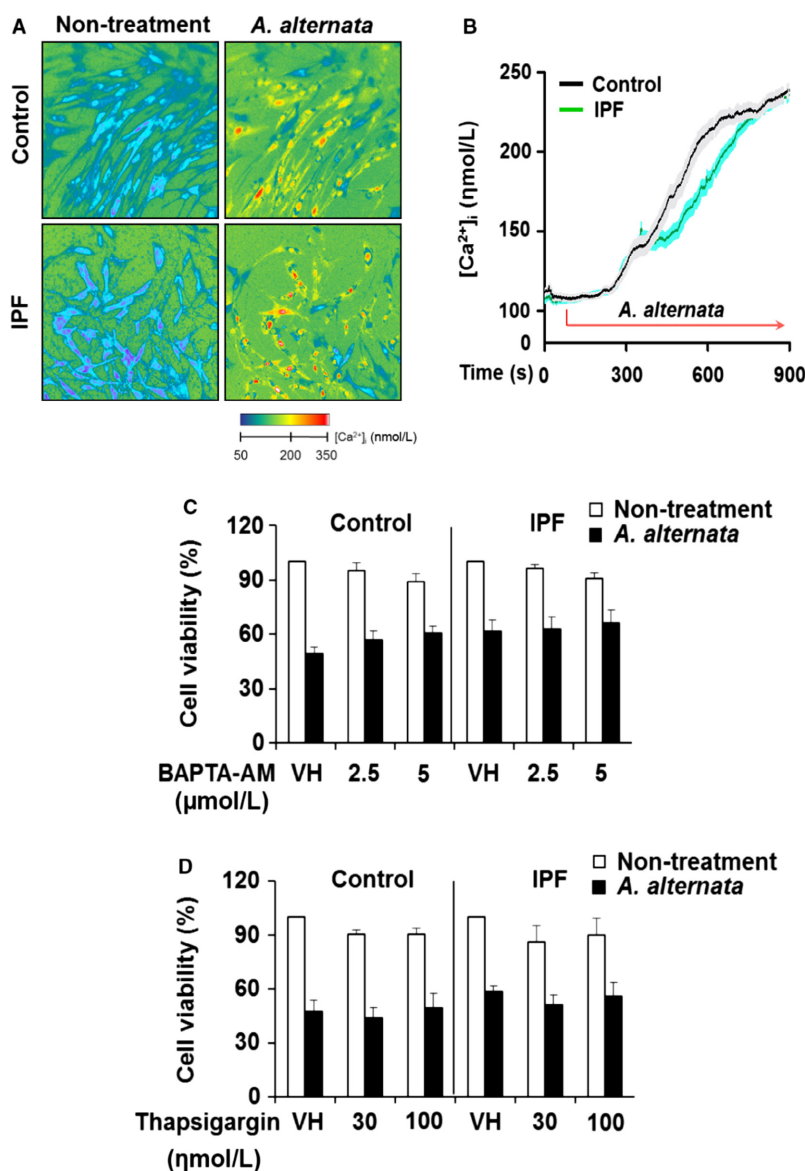 A
Non-treatment
A. alternata
Control
IPF
[Ca²⁺]ᵢ (nmol/L)
50 200 350
B
250
200
150
100
0
[Ca²⁺]ᵢ (ηmol/L)
Control
IPF
A. alternata
Time (s) 0 300 600 900
C
Non-treatment
A. alternata
Control
IPF
Cell viability (%)
120
90
60
30
0
BAPTA-AM VH 2.5 5 VH 2.5 5
(µmol/L)
D
Non-treatment
A. alternata
Control
IPF
Cell viability (%)
120
90
60
30
0
Thapsigargin VH 30 100 VH 30 100
(ηmol/L)